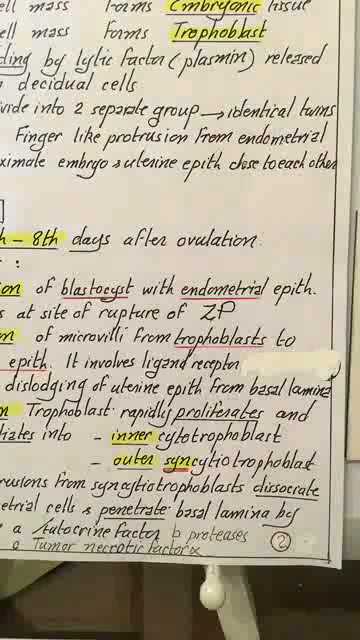 ell mass Forms Embryonic tissue
ell mass Forms Trophoblast
ding by lytic factor (plasmin) released
decidual cells
vide into 2 separate group → identical twins
Finger like protrusion from endometrial
ximate embryo & uterine epith close to each other
h - 8th days after ovulation.
:
ion of blastocyst with endometrial epith.
s at site of rupture of ZP
on of microvilli from trophoblasts to
epith. It involves ligand receptor
dislodging of uterine epith from basal lamina
n Trophoblast rapidly proliferates and
tiates into - inner cytotrophoblast
- outer syncytiotrophoblast
rusions from syncytiotrophoblasts dissociate
etrial cells & penetrate basal lamina by
a Autocrine factor b proteases
c Tumor necrotic factor α
2